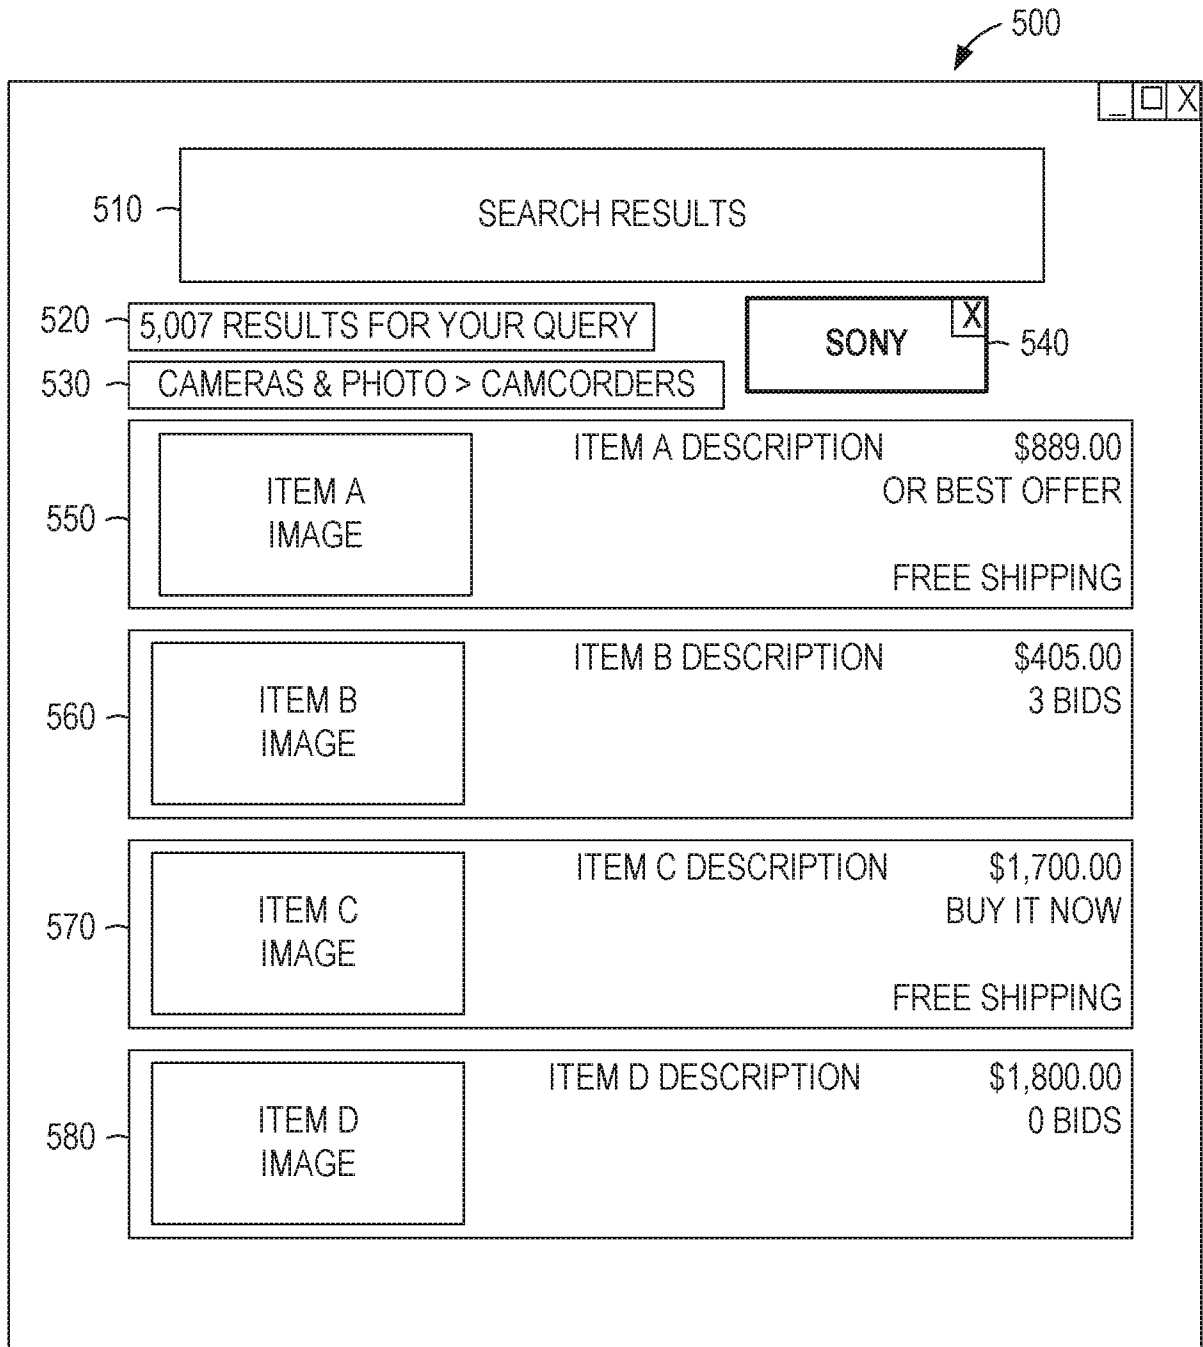 500
_ □ X
510 SEARCH RESULTS
520 5,007 RESULTS FOR YOUR QUERY
X
SONY 540
530 CAMERAS & PHOTO > CAMCORDERS
550
ITEM A
IMAGE
ITEM A DESCRIPTION $889.00
OR BEST OFFER
FREE SHIPPING
560
ITEM B
IMAGE
ITEM B DESCRIPTION $405.00
3 BIDS
570
ITEM C
IMAGE
ITEM C DESCRIPTION $1,700.00
BUY IT NOW
FREE SHIPPING
580
ITEM D
IMAGE
ITEM D DESCRIPTION $1,800.00
0 BIDS